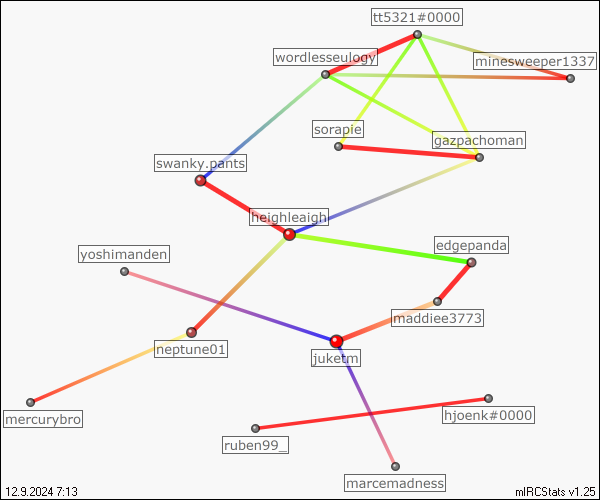 tt5321#0000
wordlesseulogy
minesweeper1337
sorapie
gazpachoman
swanky.pants
heighleaigh
edgepanda
yoshimanden
maddiee3773
neptune01
juketm
mercurybro
hjoenk#0000
ruben99_
marcemadness
12.9.2024 7:13
mIRCStats v1.25